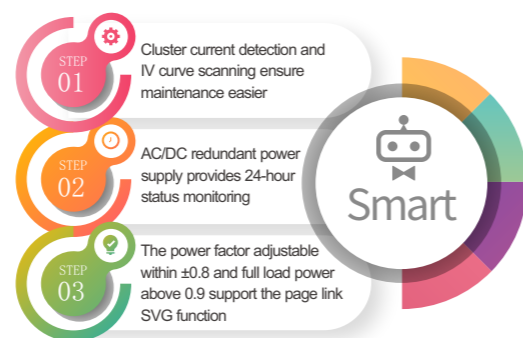 STEP
01
Cluster current detection and
IV curve scanning ensure
maintenance easier
STEP
02
AC/DC redundant power
supply provides 24-hour
status monitoring
STEP
03
The power factor adjustable
within ±0.8 and full load power
above 0.9 support the page link
SVG function
Smart